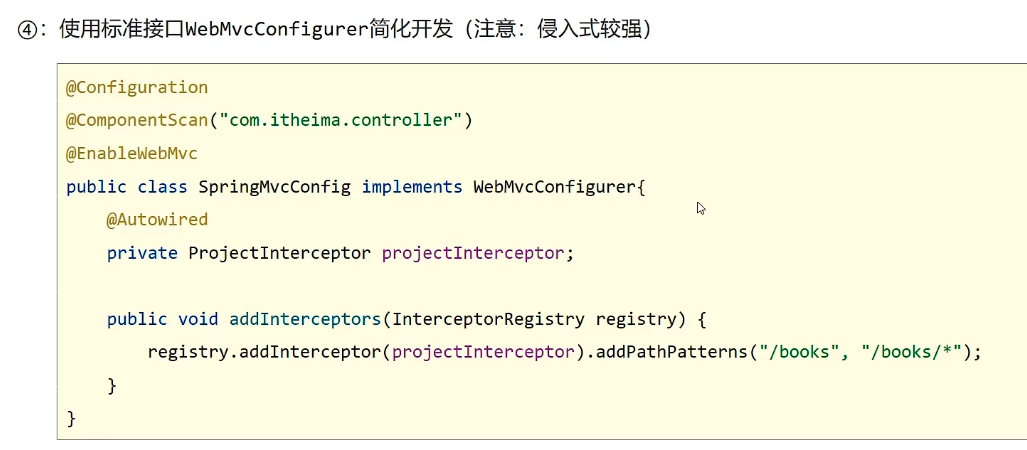 ④：使用标准接口WebMvcConfigurer简化开发（注意：侵入式较强）
@Configuration
@ComponentScan("com.itheima.controller")
@EnableWebMvc
public class SpringMvcConfig implements WebMvcConfigurer{
@Autowired
private ProjectInterceptor projectInterceptor;
public void addInterceptors(InterceptorRegistry registry) {
registry.addInterceptor(projectInterceptor).addPathPatterns("/books", "/books/*");
}
}